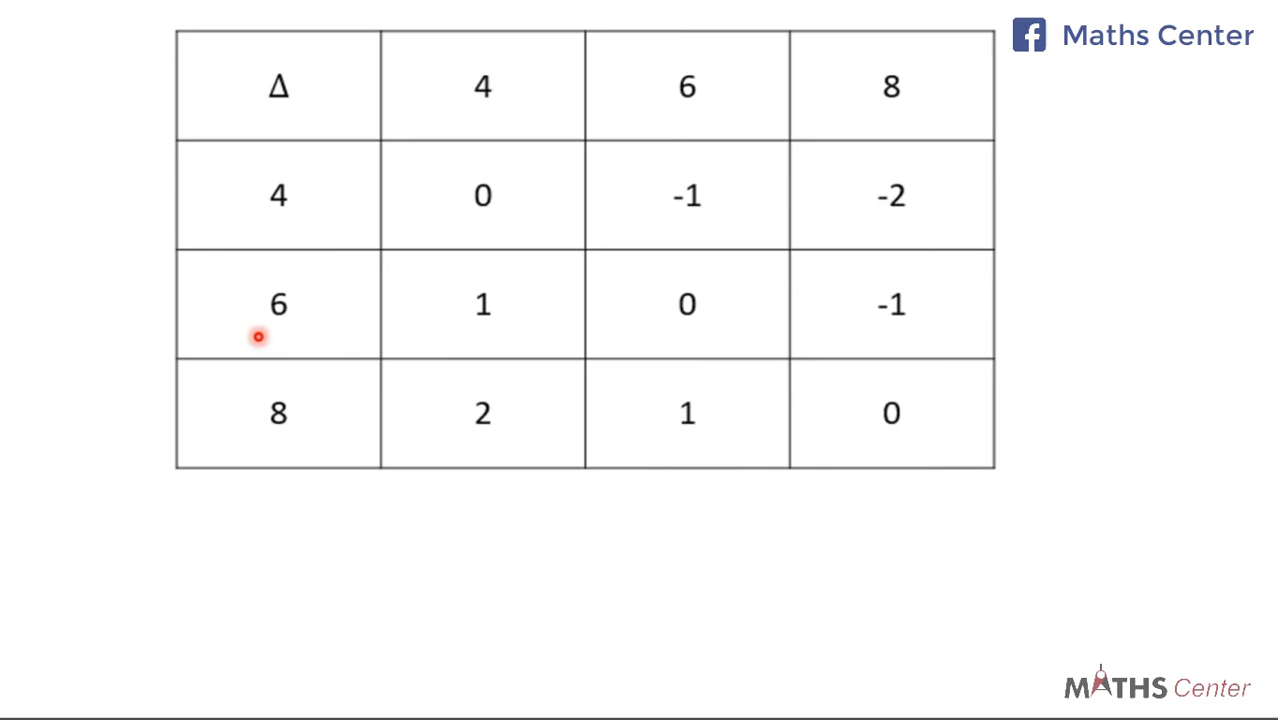 Maths Center
Δ 4 6 8
4 0 -1 -2
6 1 0 -1
8 2 1 0
MATHS Center